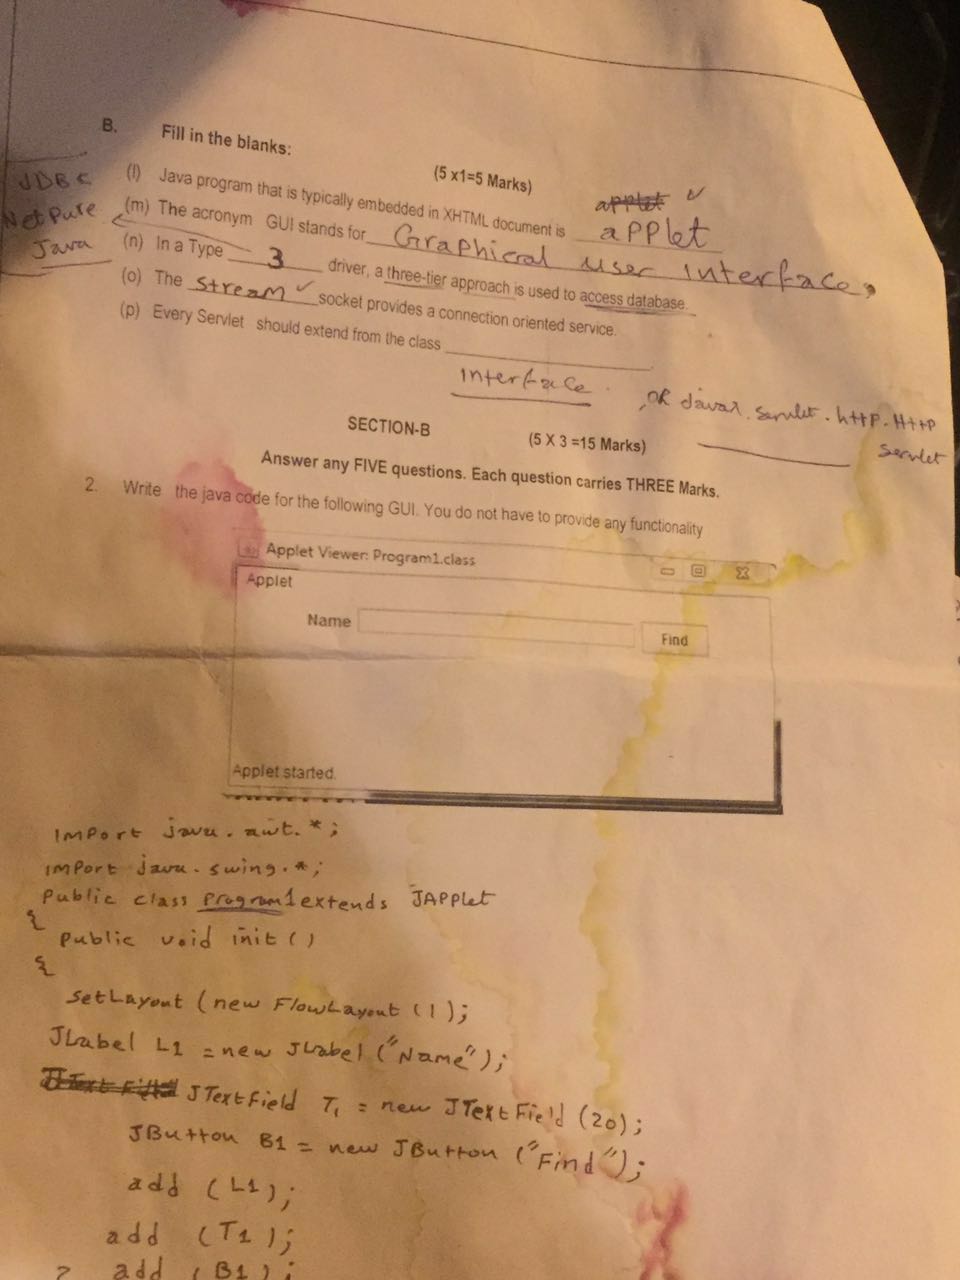 B. Fill in the blanks:
(5 x1=5 Marks)
JDBC
Net Pure
Java
applet ✓
(l) Java program that is typically embedded in XHTML document is applet
(m) The acronym GUI stands for Graphical user interface,
(n) In a Type 3 driver, a three-tier approach is used to access database.
(o) The Stream ✓ socket provides a connection oriented service.
(p) Every Servlet should extend from the class
interface. , OR Javax.servlet.http.Http
Servlet
SECTION-B
(5 X 3 =15 Marks)
Answer any FIVE questions. Each question carries THREE Marks.
2. Write the java code for the following GUI. You do not have to provide any functionality
Applet Viewer: Program1.class
Applet
Name
Find
Applet started.
import java.awt.*;
import java.swing.*;
Public class Program1 extends JAPPlet
{
Public void init ()
{
SetLayout (new FlowLayout ());
JLabel L1 = new JLabel ("Name");
JTextField T1 = new JTextField (20);
JButton B1 = new JButton ("Find");
add (L1);
add (T1);
add (B1);